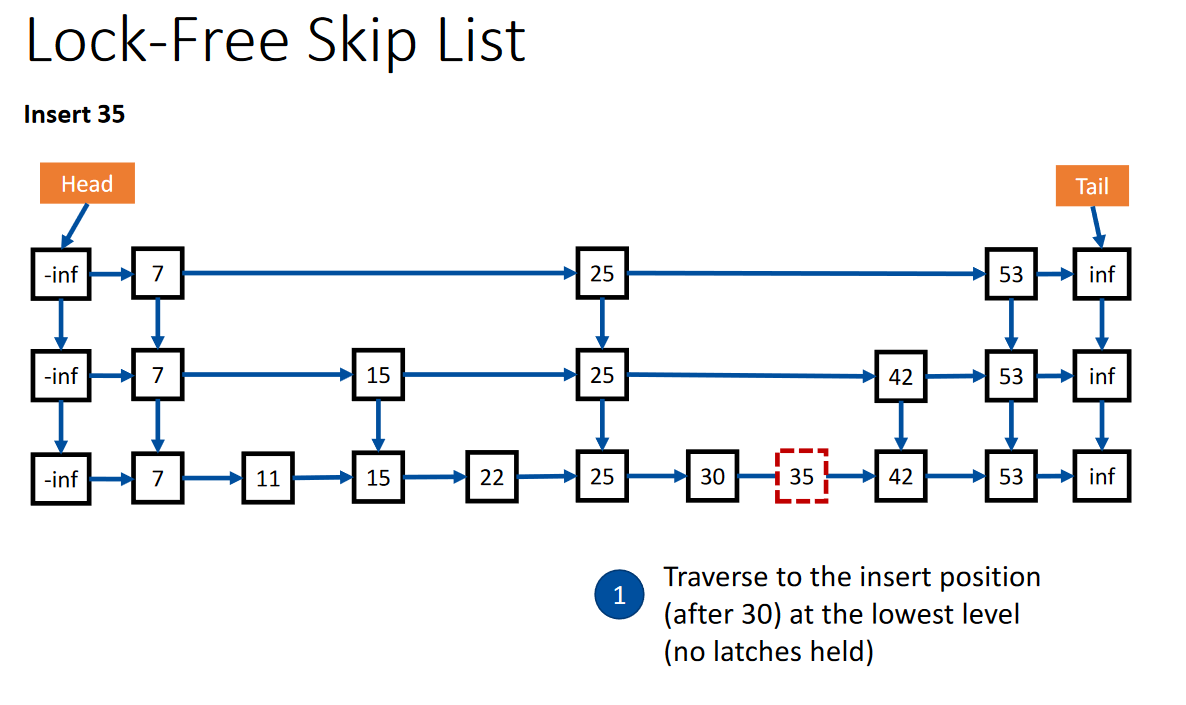 Lock-Free Skip List
Insert 35
Head
Tail
-inf 7 25 53 inf
-inf 7 15 25 42 53 inf
-inf 7 11 15 22 25 30 35 42 53 inf
1
Traverse to the insert position
(after 30) at the lowest level
(no latches held)